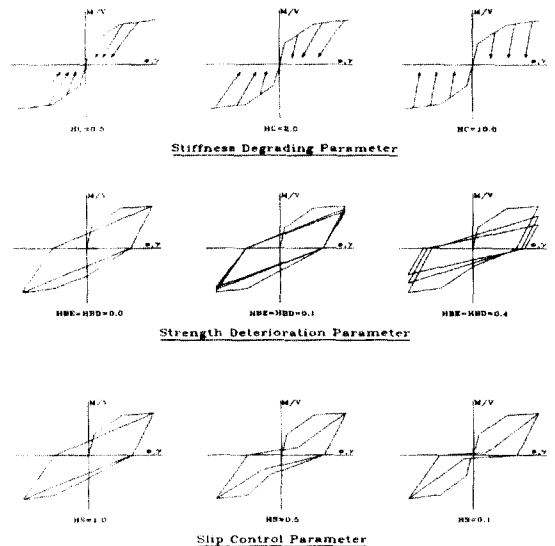 M/V M/V M/V
ø,γ ø,γ ø,γ
HC=0.5 HC=2.0 HC=10.0
Stiffness Degrading Parameter
M/V M/V M/V
ø,γ ø,γ ø,γ
HBE=HBD=0.0 HBE=HBD=0.1 HBE=HBD=0.4
Strength Deterioration Parameter
M/V M/V M/V
ø,γ ø,γ ø,γ
HS=1.0 HS=0.5 HS=0.1
Slip Control Parameter